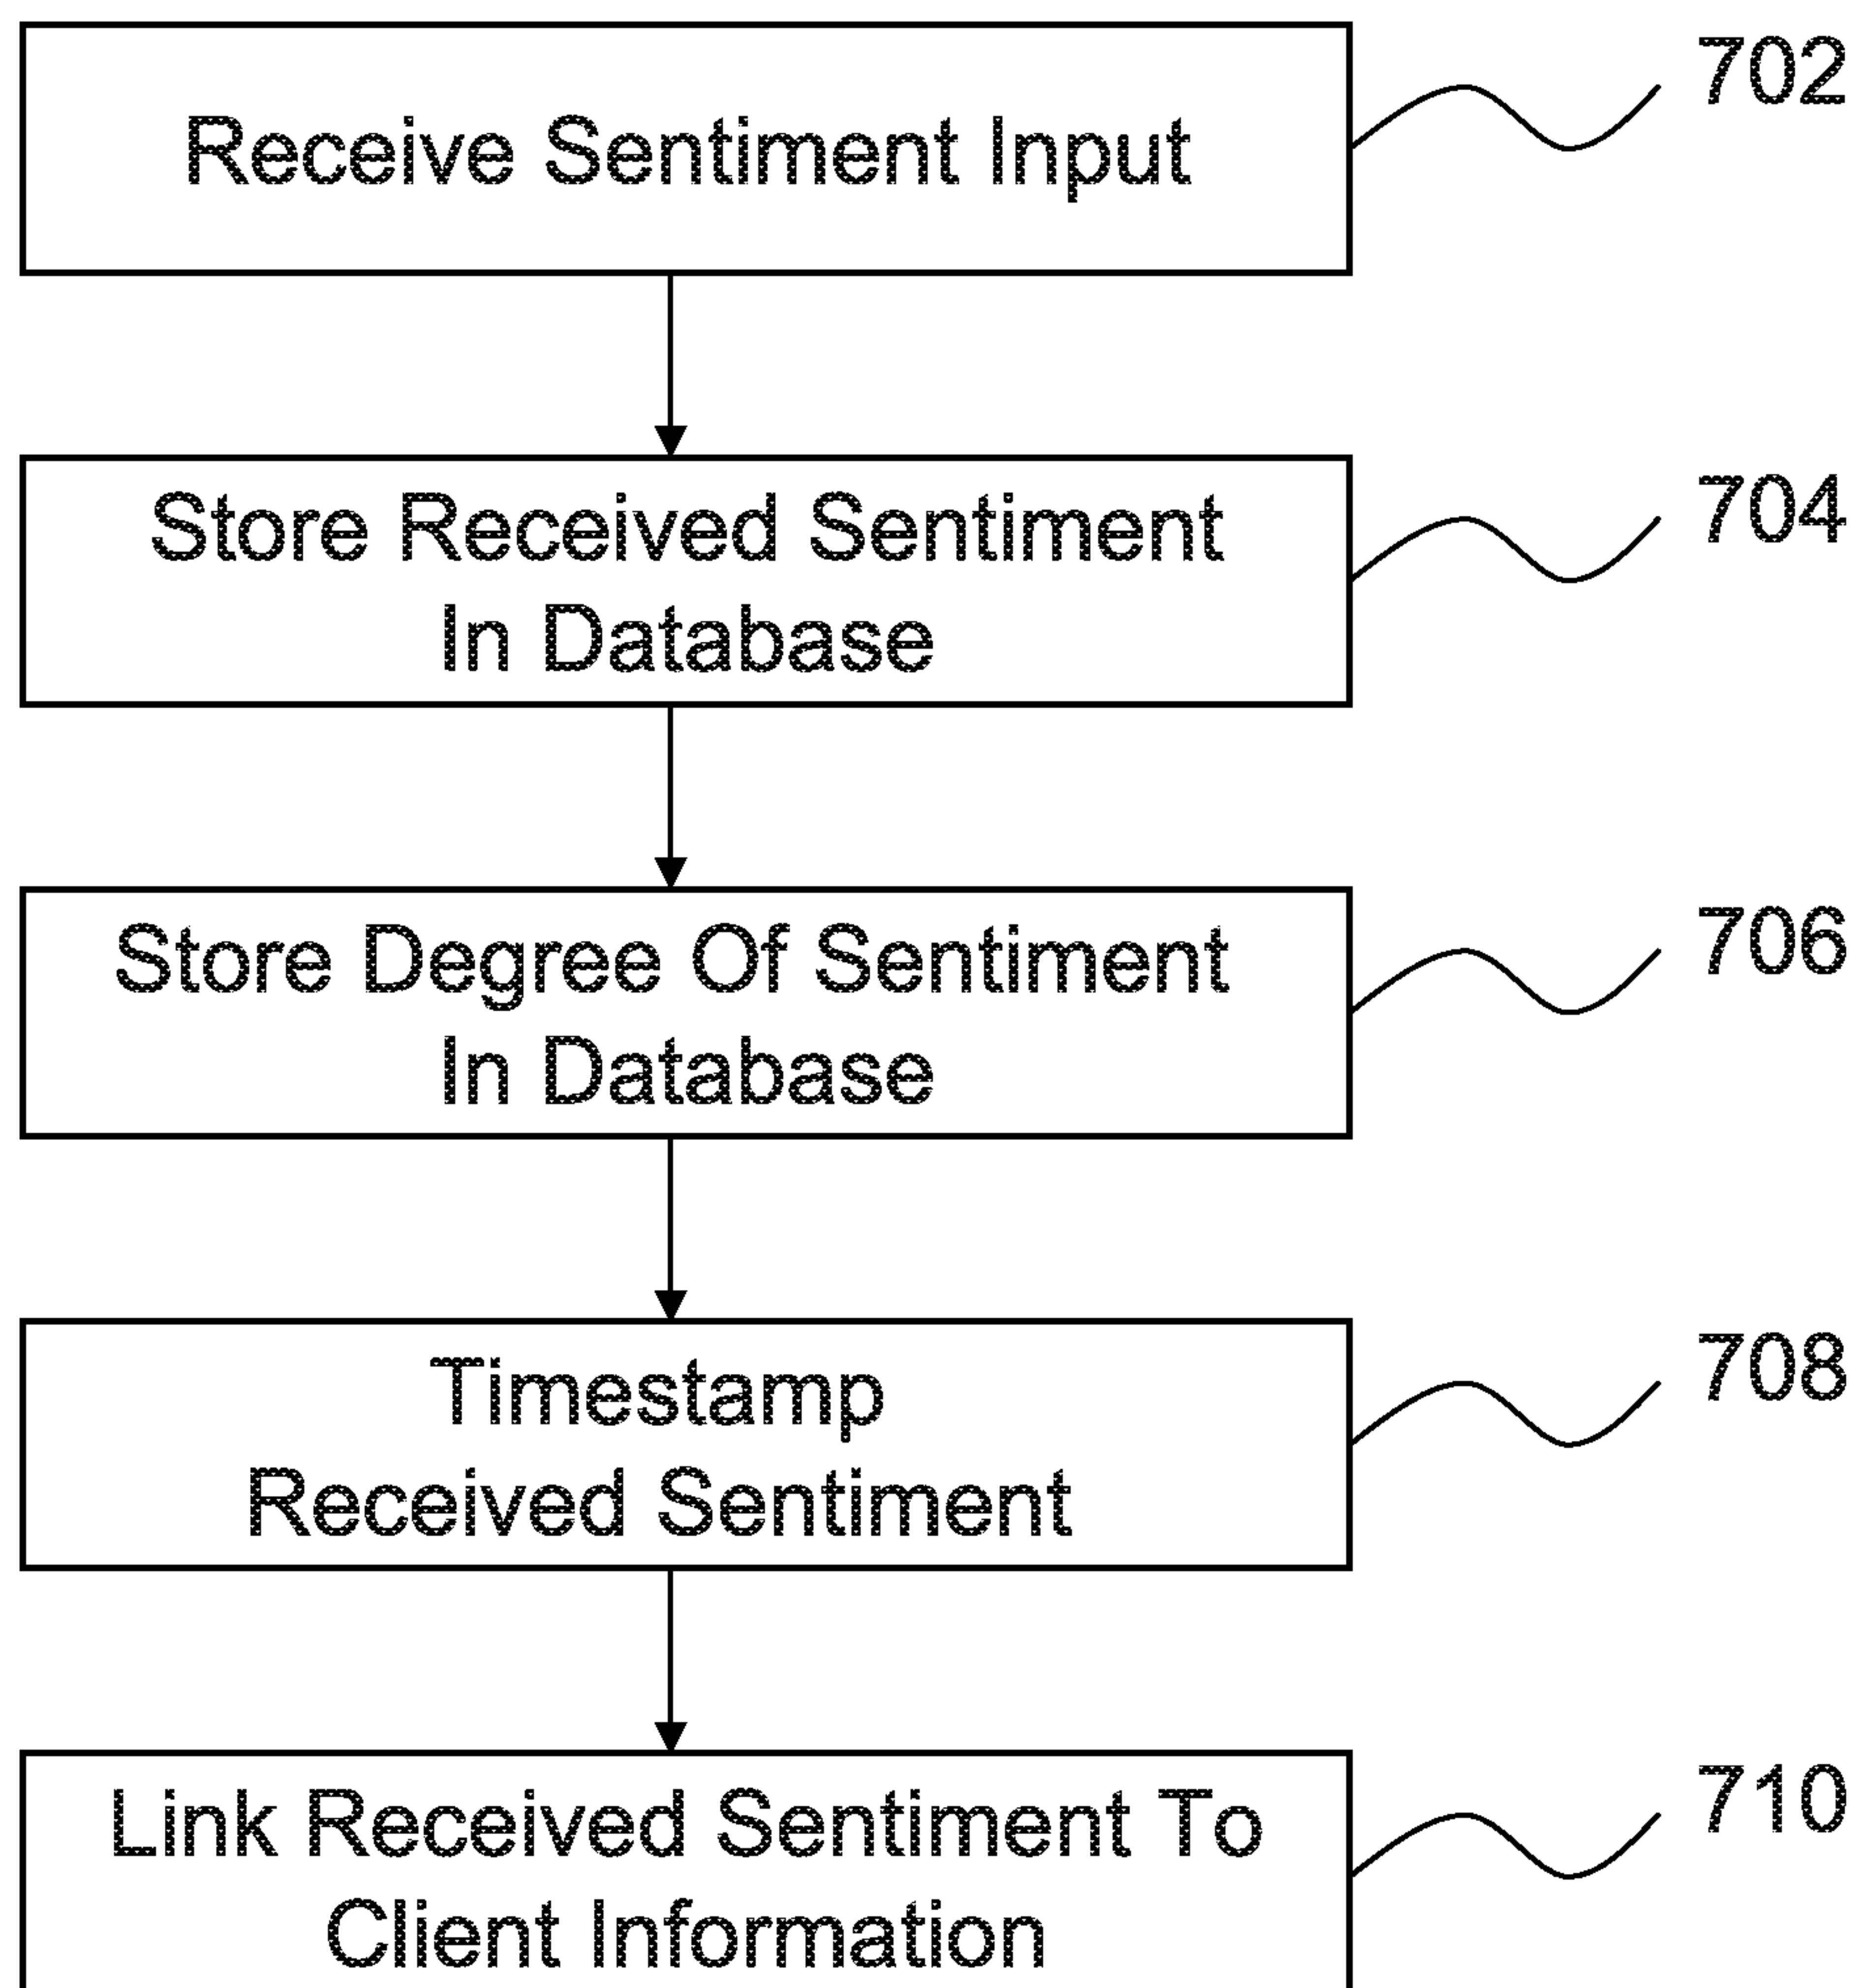 Receive Sentiment Input
702
Store Received Sentiment
In Database
704
Store Degree Of Sentiment
In Database
706
Timestamp
Received Sentiment
708
Link Received Sentiment To
Client Information
710